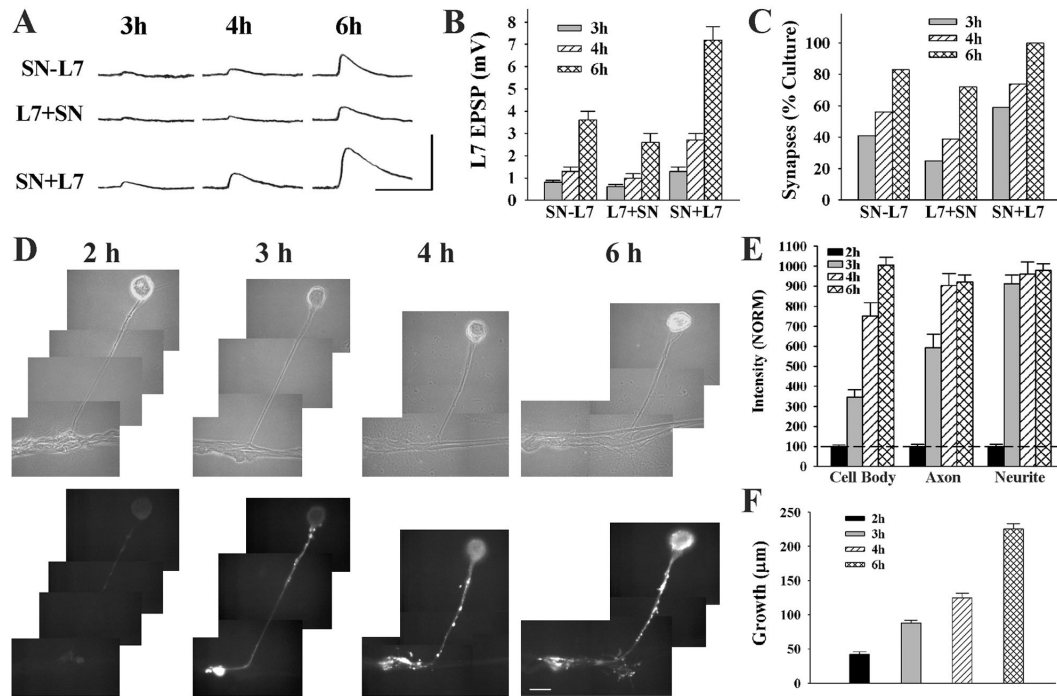 A
3h 4h 6h
SN-L7
L7+SN
SN+L7
B
L7 EPSP (mV)
8
7
6
5
4
3
2
1
0
3h
4h
6h
SN-L7 L7+SN SN+L7
C
Synapses (% Culture)
100
80
60
40
20
0
3h
4h
6h
SN-L7 L7+SN SN+L7
D
2 h 3 h 4 h 6 h
E
Intensity (NORM)
1100
1000
900
800
700
600
500
400
300
200
100
0
2h
3h
4h
6h
Cell Body Axon Neurite
F
Growth (µm)
250
200
150
100
50
0
2h
3h
4h
6h